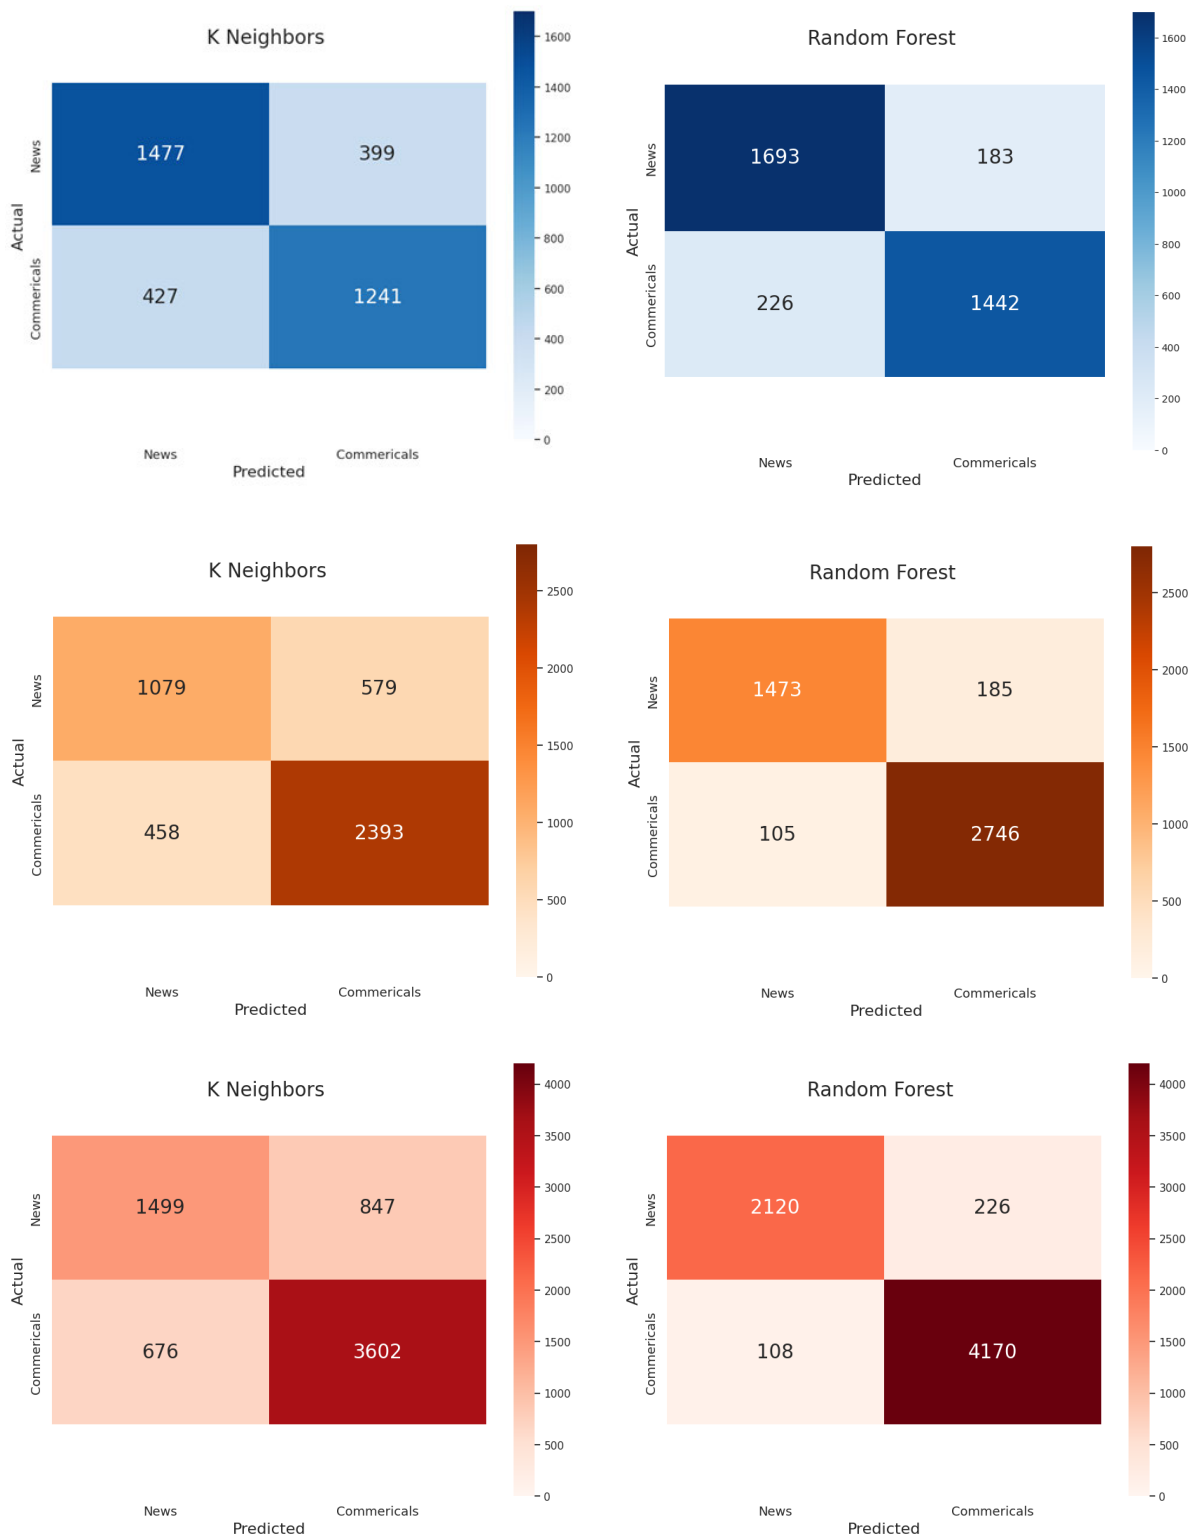 K Neighbors
1600
1400
1200
1000
800
600
400
200
0
News
Commericals
Actual
1477
399
427
1241
News
Commericals
Predicted
Random Forest
1600
1400
1200
1000
800
600
400
200
0
News
Commericals
Actual
1693
183
226
1442
News
Commericals
Predicted
K Neighbors
2500
2000
1500
1000
500
0
News
Commericals
Actual
1079
579
458
2393
News
Commericals
Predicted
Random Forest
2500
2000
1500
1000
500
0
News
Commericals
Actual
1473
185
105
2746
News
Commericals
Predicted
K Neighbors
4000
3500
3000
2500
2000
1500
1000
500
0
News
Commericals
Actual
1499
847
676
3602
News
Commericals
Predicted
Random Forest
4000
3500
3000
2500
2000
1500
1000
500
0
News
Commericals
Actual
2120
226
108
4170
News
Commericals
Predicted